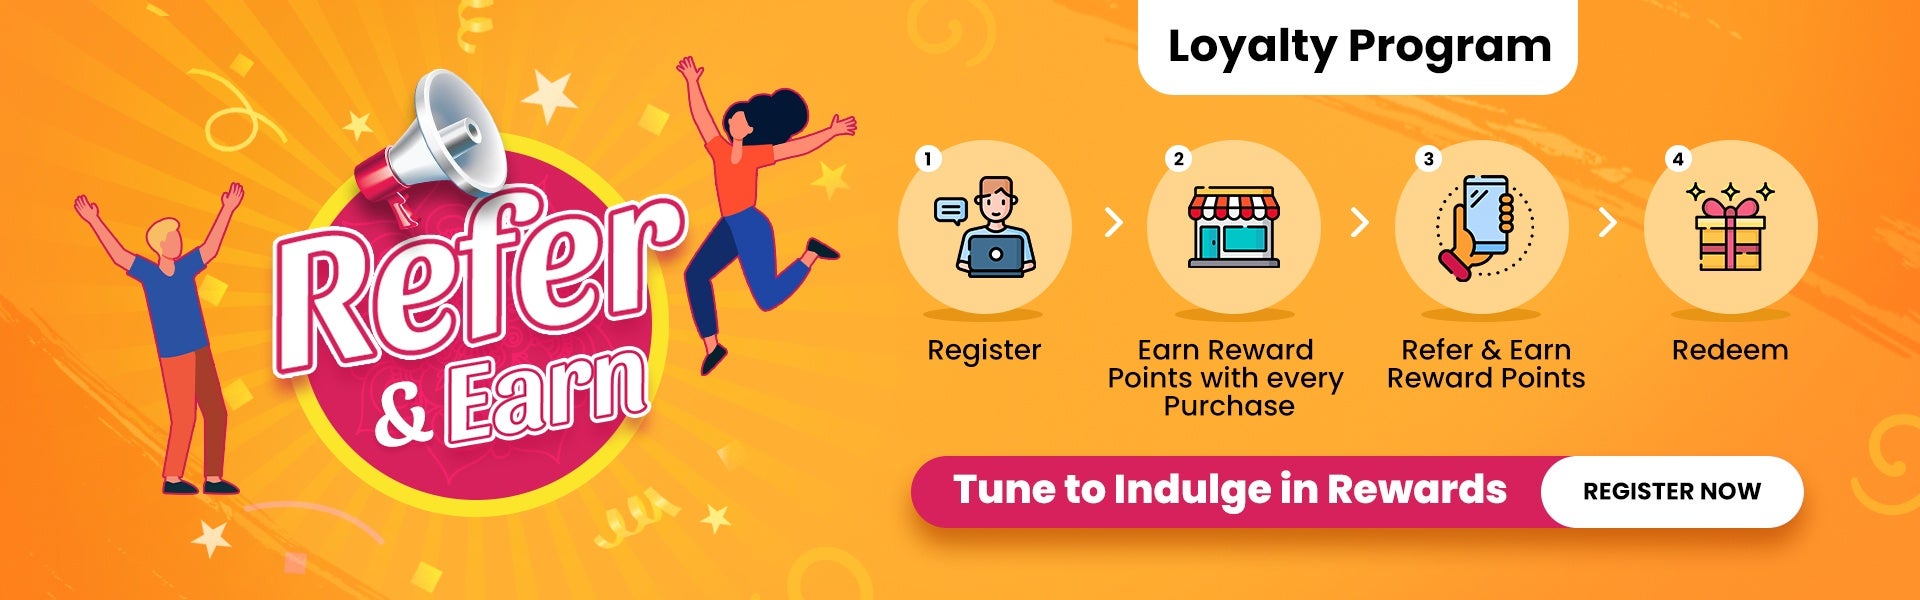 Refer
& Earn
Loyalty Program
1
Register
2
Earn Reward
Points with every
Purchase
3
Refer & Earn
Reward Points
4
Redeem
Tune to Indulge in Rewards
REGISTER NOW